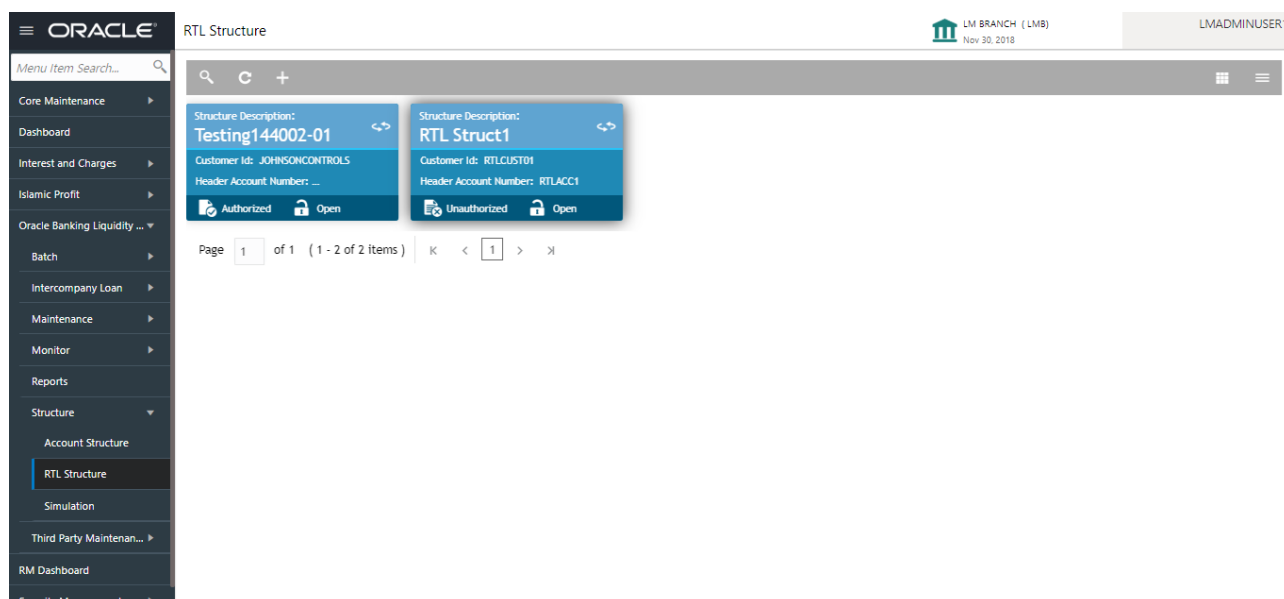 ORACLE
RTL Structure
LM BRANCH ( LMB)
Nov 30, 2018
LMADMINUSER1
Menu Item Search...
Core Maintenance
Dashboard
Interest and Charges
Islamic Profit
Oracle Banking Liquidity ...
Batch
Intercompany Loan
Maintenance
Monitor
Reports
Structure
Account Structure
RTL Structure
Simulation
Third Party Maintenan...
RM Dashboard
Structure Description:
Testing144002-01
Customer Id: JOHNSONCONTROLS
Header Account Number: ...
Authorized Open
Structure Description:
RTL Struct1
Customer Id: RTLCUST01
Header Account Number: RTLACC1
Unauthorized Open
Page 1 of 1 ( 1 - 2 of 2 items ) K < 1 > X